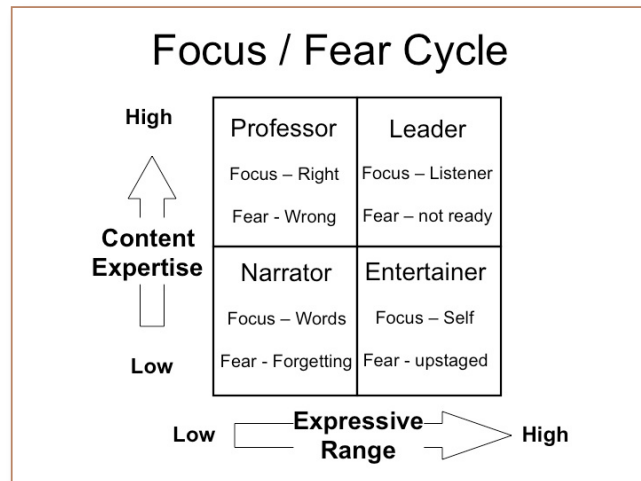 Focus / Fear Cycle
High
Content
Expertise
Low
Professor
Focus – Right
Fear - Wrong
Leader
Focus – Listener
Fear – not ready
Narrator
Focus – Words
Fear - Forgetting
Entertainer
Focus – Self
Fear - upstaged
Low
Expressive
Range
High